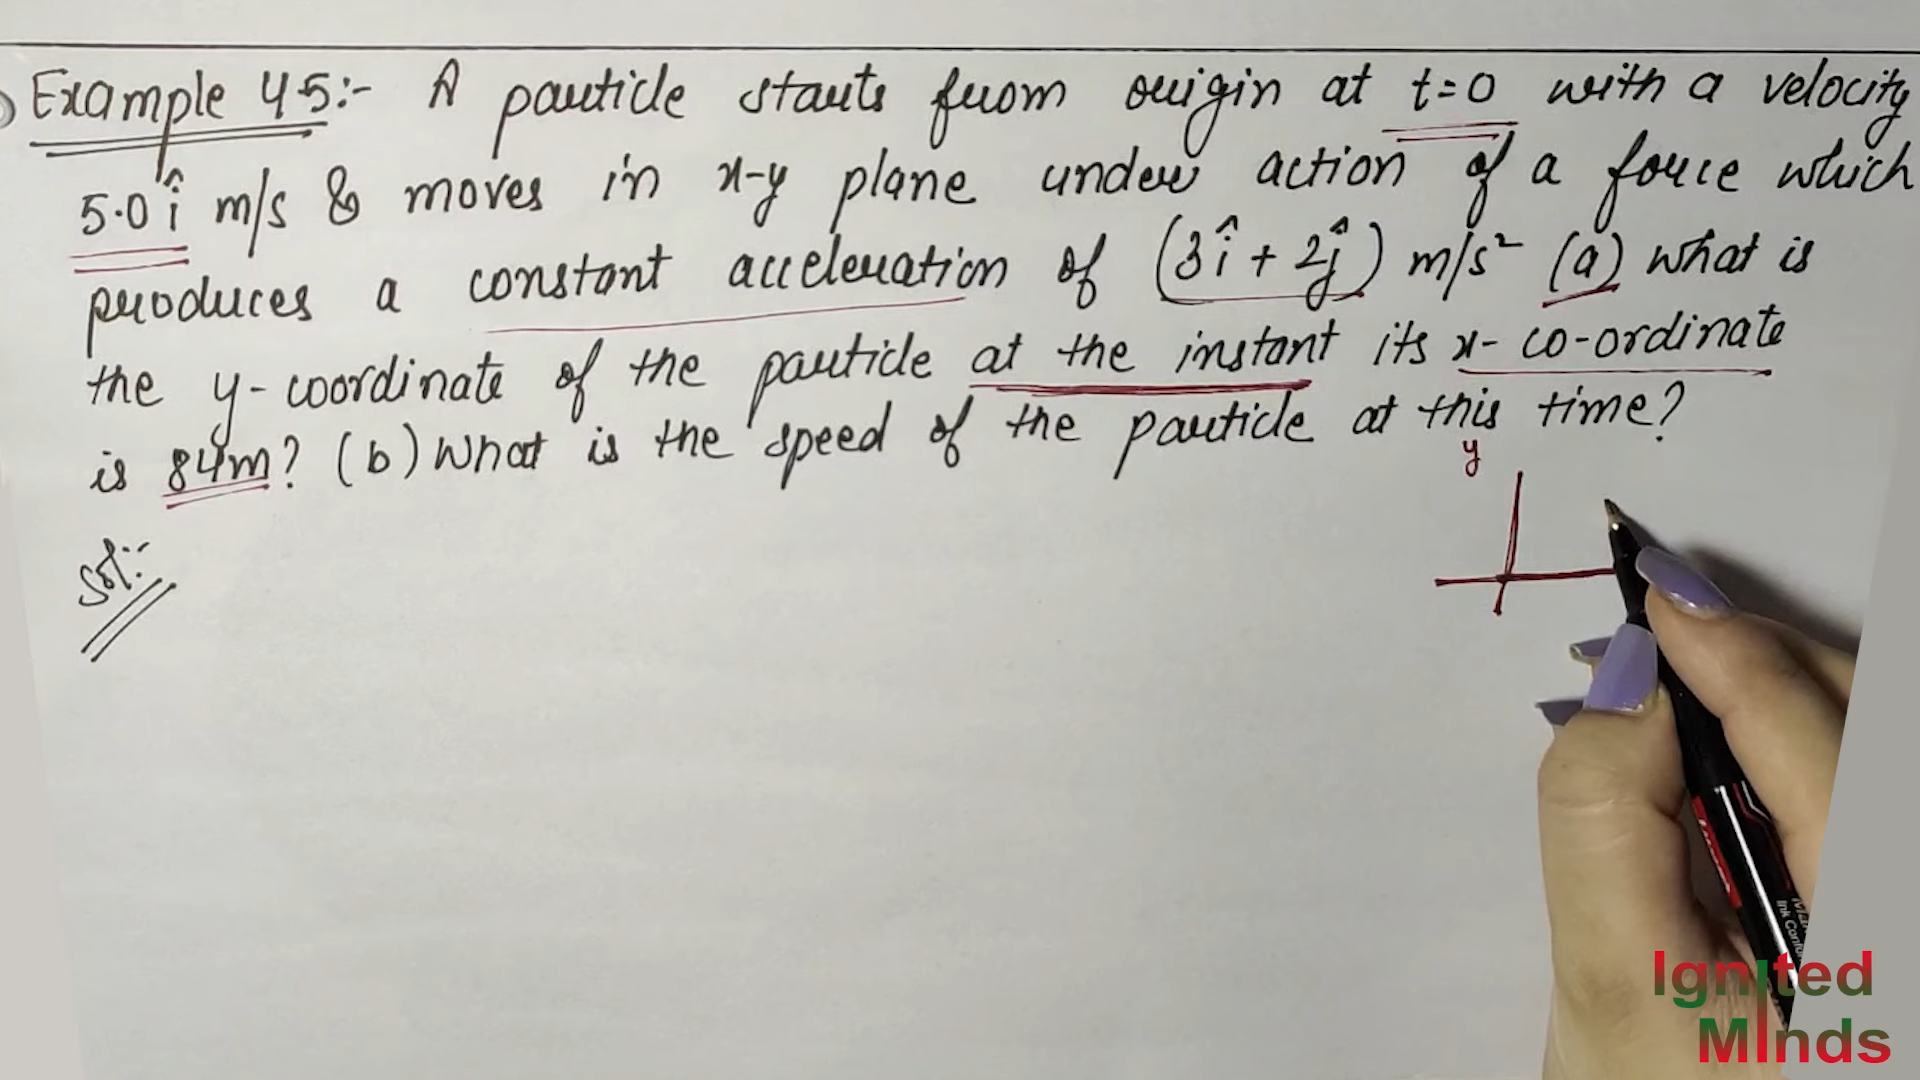 Example 4.5:- A particle starts from origin at t=0 with a velocity
5.0 î m/s & moves in x-y plane under action of a force which
produces a constant acceleration of (3î + 2ĵ) m/s² (a) what is
the y-coordinate of the particle at the instant its x-co-ordinate
is 84m? (b) What is the speed of the particle at this time?
y
Sol:-
Ignited
Minds